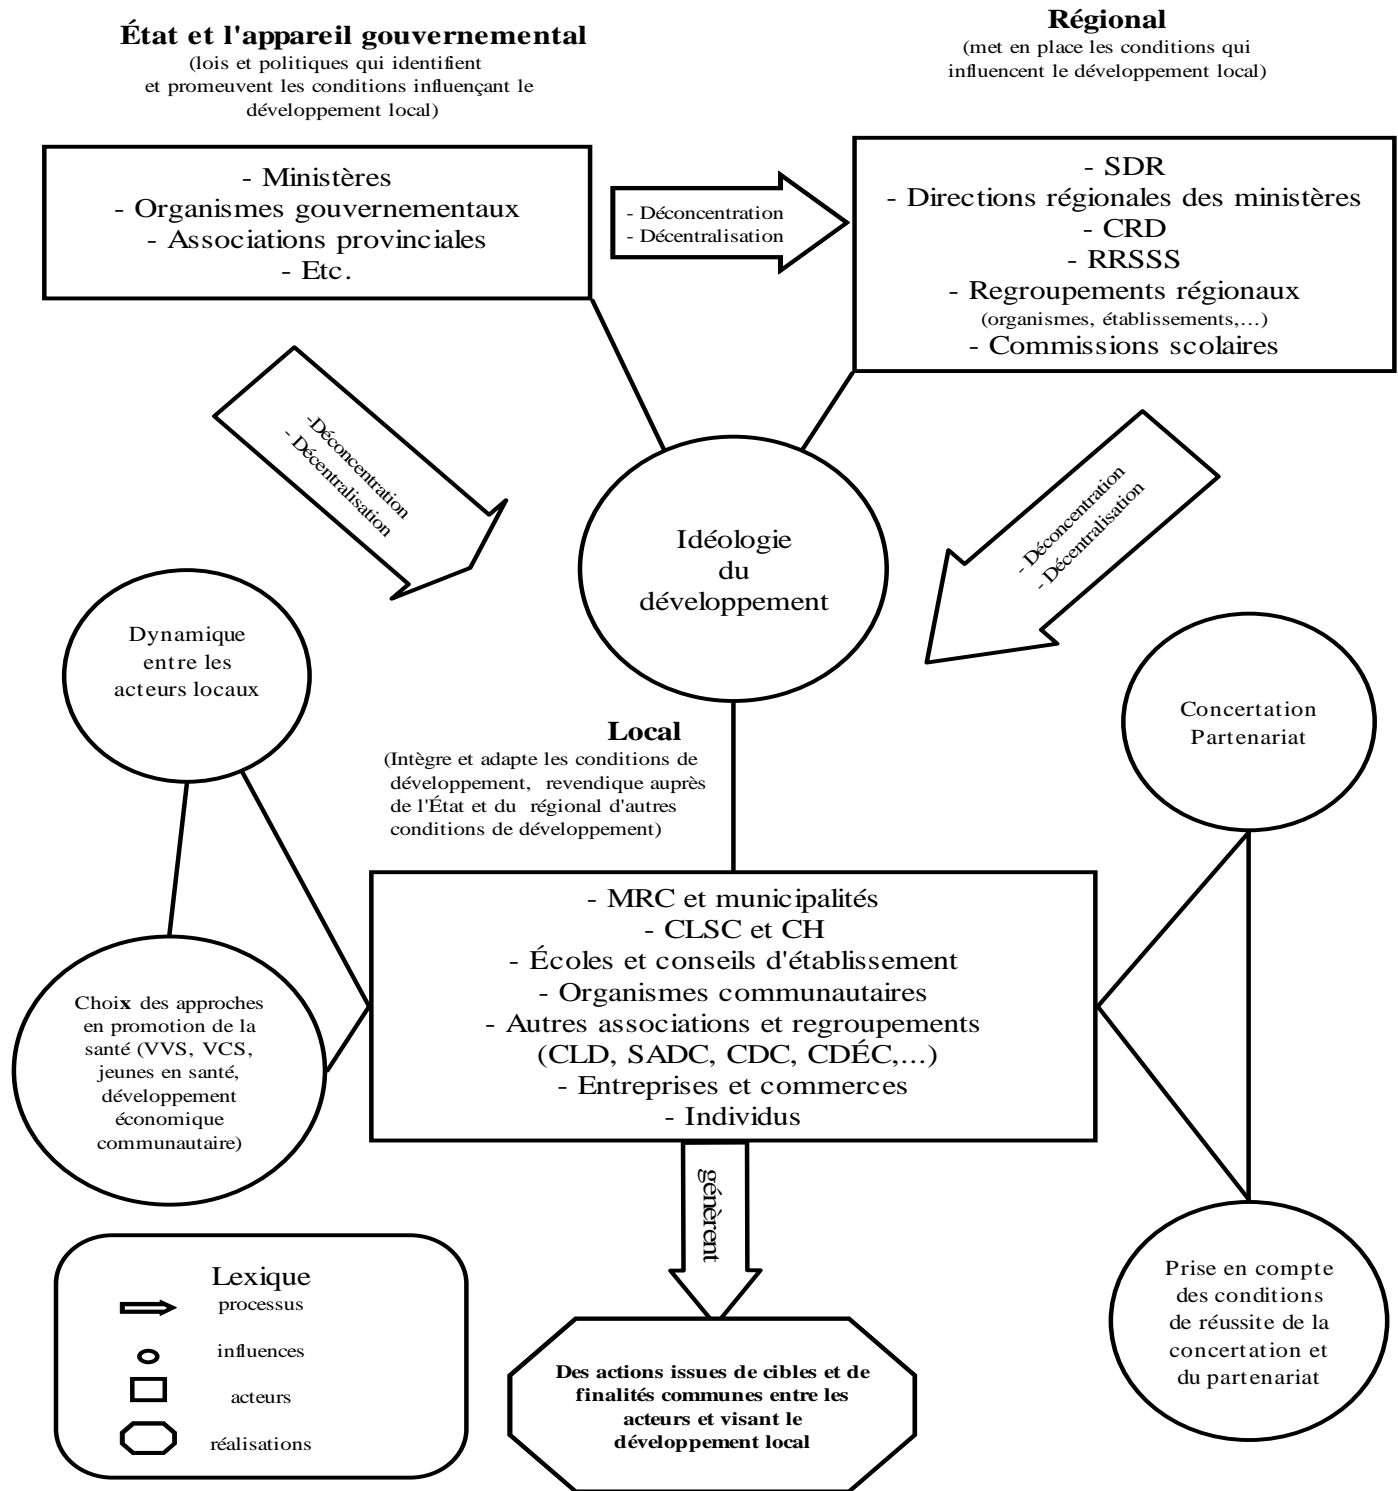 État et l'appareil gouvernemental
(lois et politiques qui identifient
et promeuvent les conditions influençant le
développement local)
Régional
(met en place les conditions qui
influencent le développement local)
- Ministères
- Organismes gouvernementaux
- Associations provinciales
- Etc.
- Déconcentration
- Décentralisation
- SDR
- Directions régionales des ministères
- CRD
- RRSSS
- Regroupements régionaux
(organismes, établissements,...)
- Commissions scolaires
-Déconcentration
- Décentralisation
Idéologie
du
développement
- Déconcentration
- Décentralisation
Dynamique
entre les
acteurs locaux
Concertation
Partenariat
Local
(Intègre et adapte les conditions de
développement, revendique auprès
de l'État et du régional d'autres
conditions de développement)
- MRC et municipalités
- CLSC et CH
- Écoles et conseils d'établissement
- Organismes communautaires
- Autres associations et regroupements
(CLD, SADC, CDC, CDÉC,...)
- Entreprises et commerces
- Individus
Choix des approches
en promotion de la
santé (VVS, VCS,
jeunes en santé,
développement
économique
communautaire)
génèrent
Prise en compte
des conditions
de réussite de la
concertation et
du partenariat
Lexique
processus
influences
acteurs
réalisations
Des actions issues de cibles et de
finalités communes entre les
acteurs et visant le
développement local